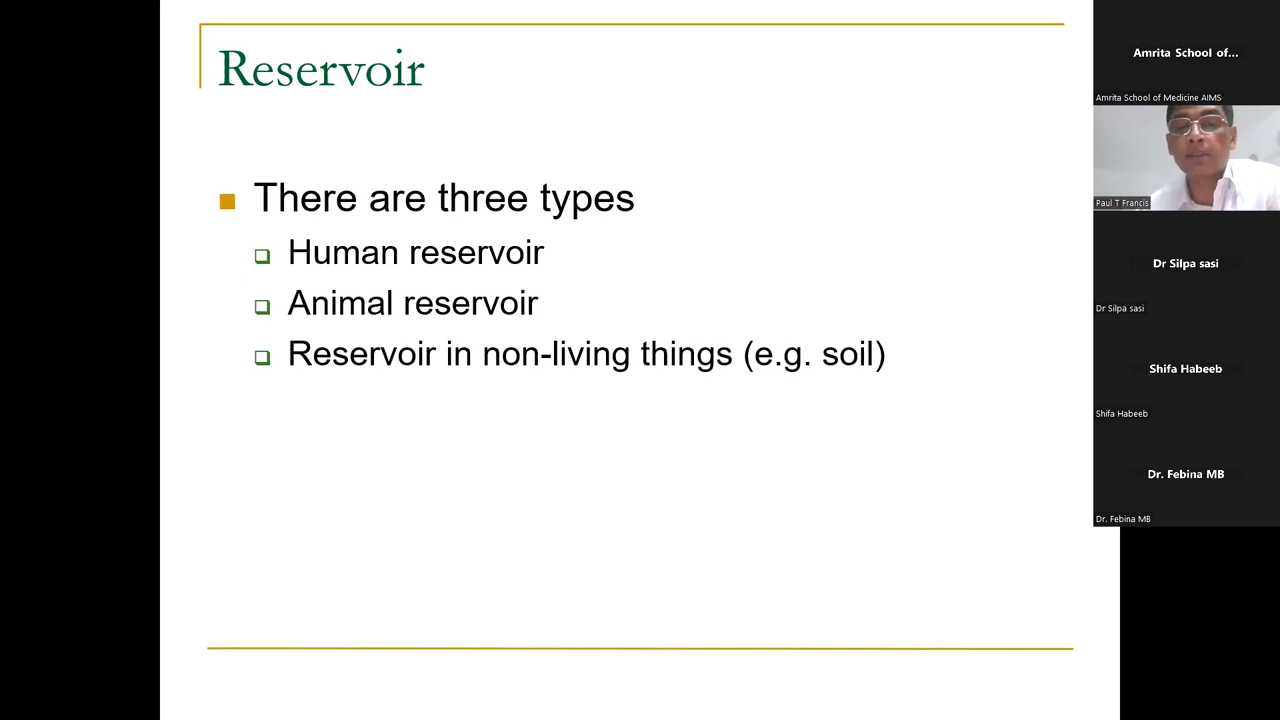 Reservoir
There are three types
Human reservoir
Animal reservoir
Reservoir in non-living things (e.g. soil)
Amrita School of...
Amrita School of Medicine AIMS
Paul T Francis
Dr Silpa sasi
Dr Silpa sasi
Shifa Habeeb
Shifa Habeeb
Dr. Febina MB
Dr. Febina MB